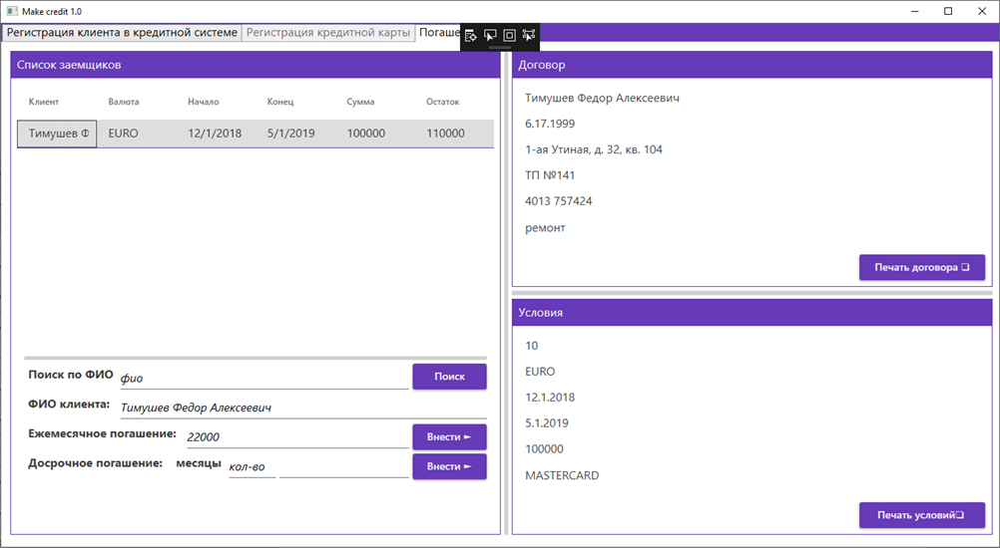 Make credit 1.0
Регистрация клиента в кредитной системе Регистрация кредитной карты Погаше
Список заемщиков
Клиент Валюта Начало Конец Сумма Остаток
Тимушев Ф EURO 12/1/2018 5/1/2019 100000 110000
Поиск по ФИО фио Поиск
ФИО клиента: Тимушев Федор Алексеевич
Ежемесячное погашение: 22000 Внести ►
Досрочное погашение: месяцы кол-во Внести ►
Договор
Тимушев Федор Алексеевич
6.17.1999
1-ая Утиная, д. 32, кв. 104
ТП №141
4013 757424
ремонт
Печать договора ❏
Условия
10
EURO
12.1.2018
5.1.2019
100000
MASTERCARD
Печать условий❏